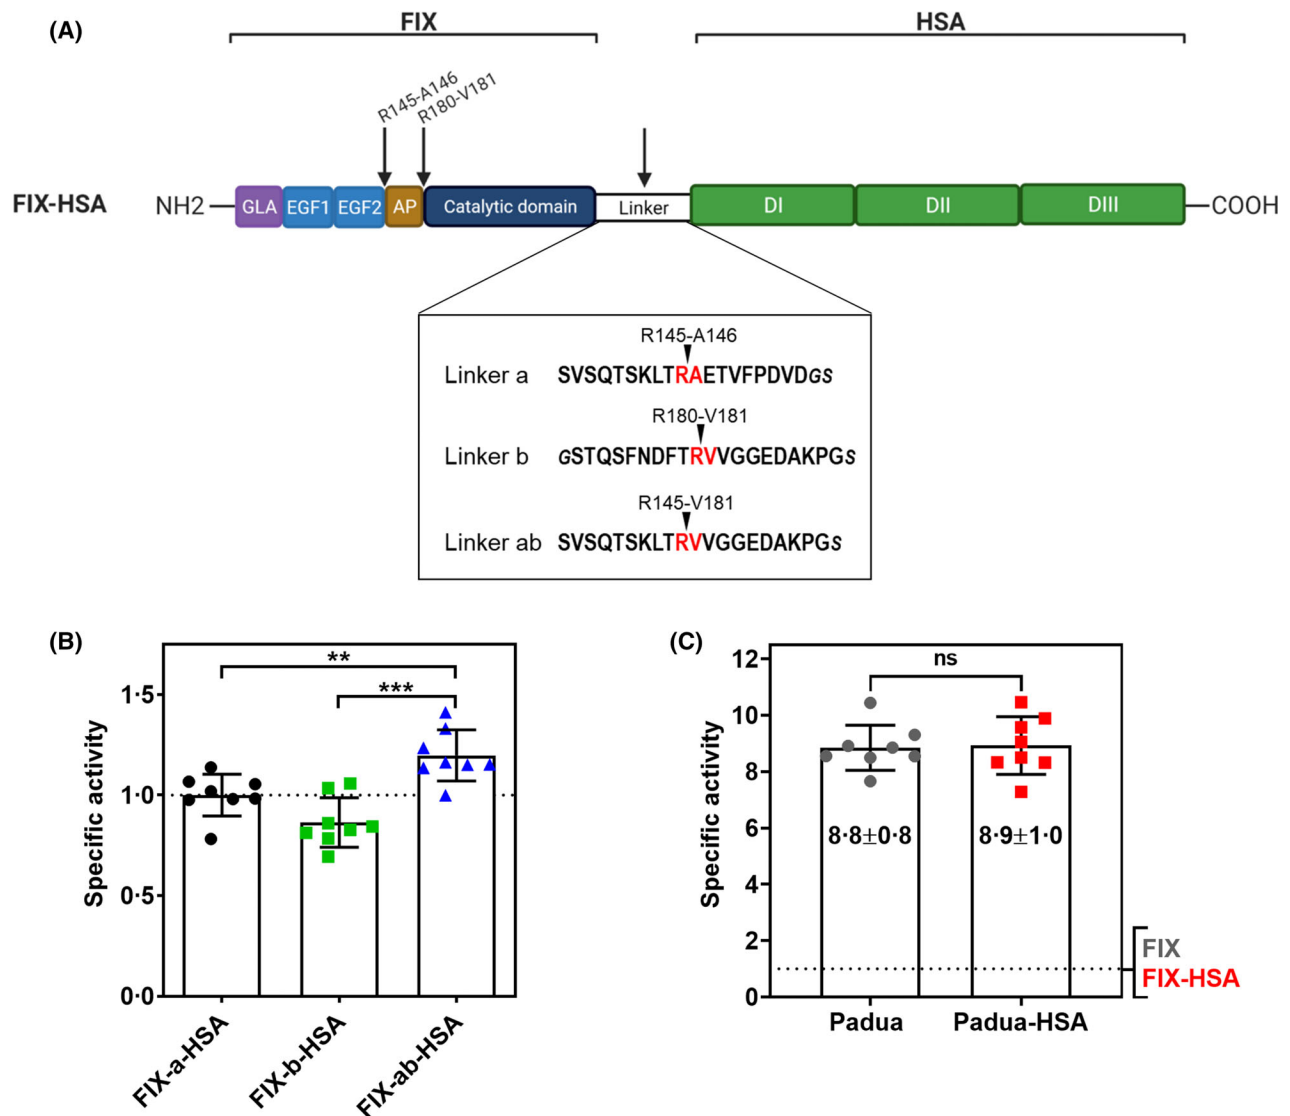 (A)
FIX
HSA
R145-A146
R180-V181
FIX-HSA
NH2
GLA
EGF1
EGF2
AP
Catalytic domain
Linker
DI
DII
DIII
COOH
R145-A146
Linker a SVSQTSKLTRAETVFPDVDGS
R180-V181
Linker b GSTQSFNDFTRVVGGEDAKPGS
R145-V181
Linker ab SVSQTSKLTRVVGGEDAKPGS
(B)
**
***
Specific activity
1·5
1·0
0·5
0·0
FIX-a-HSA
FIX-b-HSA
FIX-ab-HSA
(C)
ns
Specific activity
12
10
8
6
4
2
0
8·8±0·8
8·9±1·0
FIX
FIX-HSA
Padua
Padua-HSA